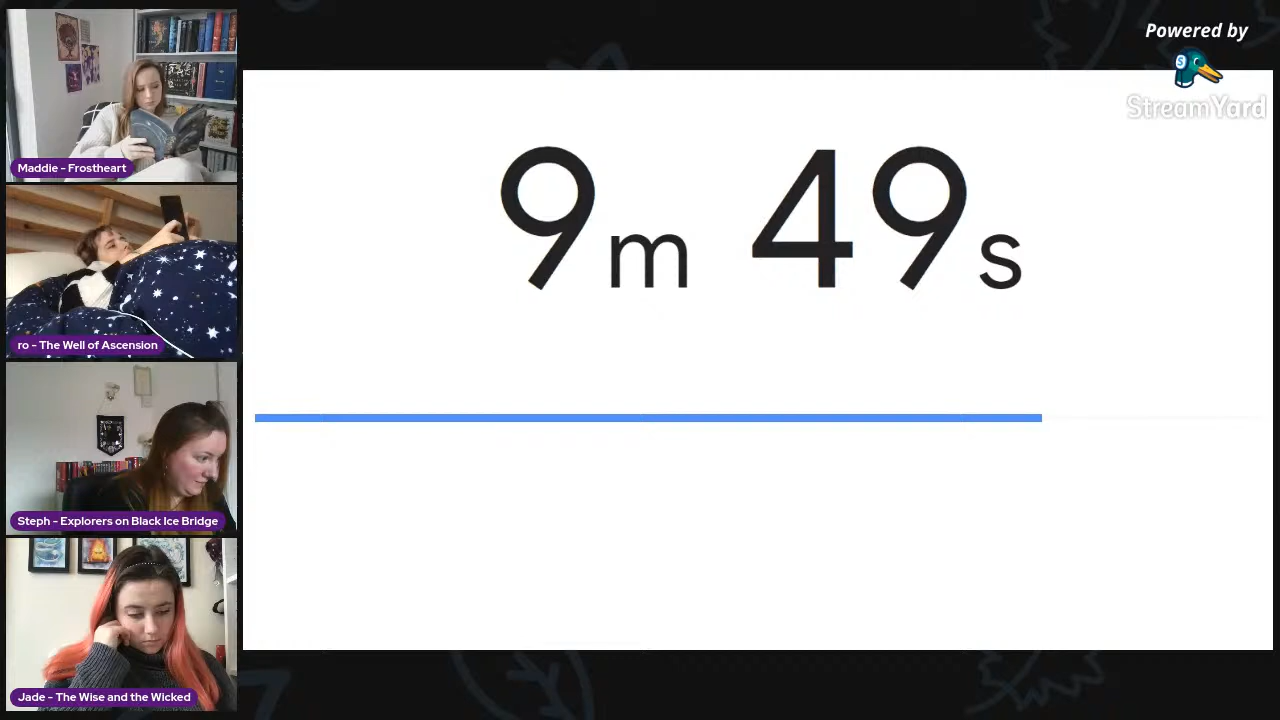 Maddie - Frostheart
ro - The Well of Ascension
Steph - Explorers on Black Ice Bridge
Jade - The Wise and the Wicked
9m 49s
Powered by
StreamYard